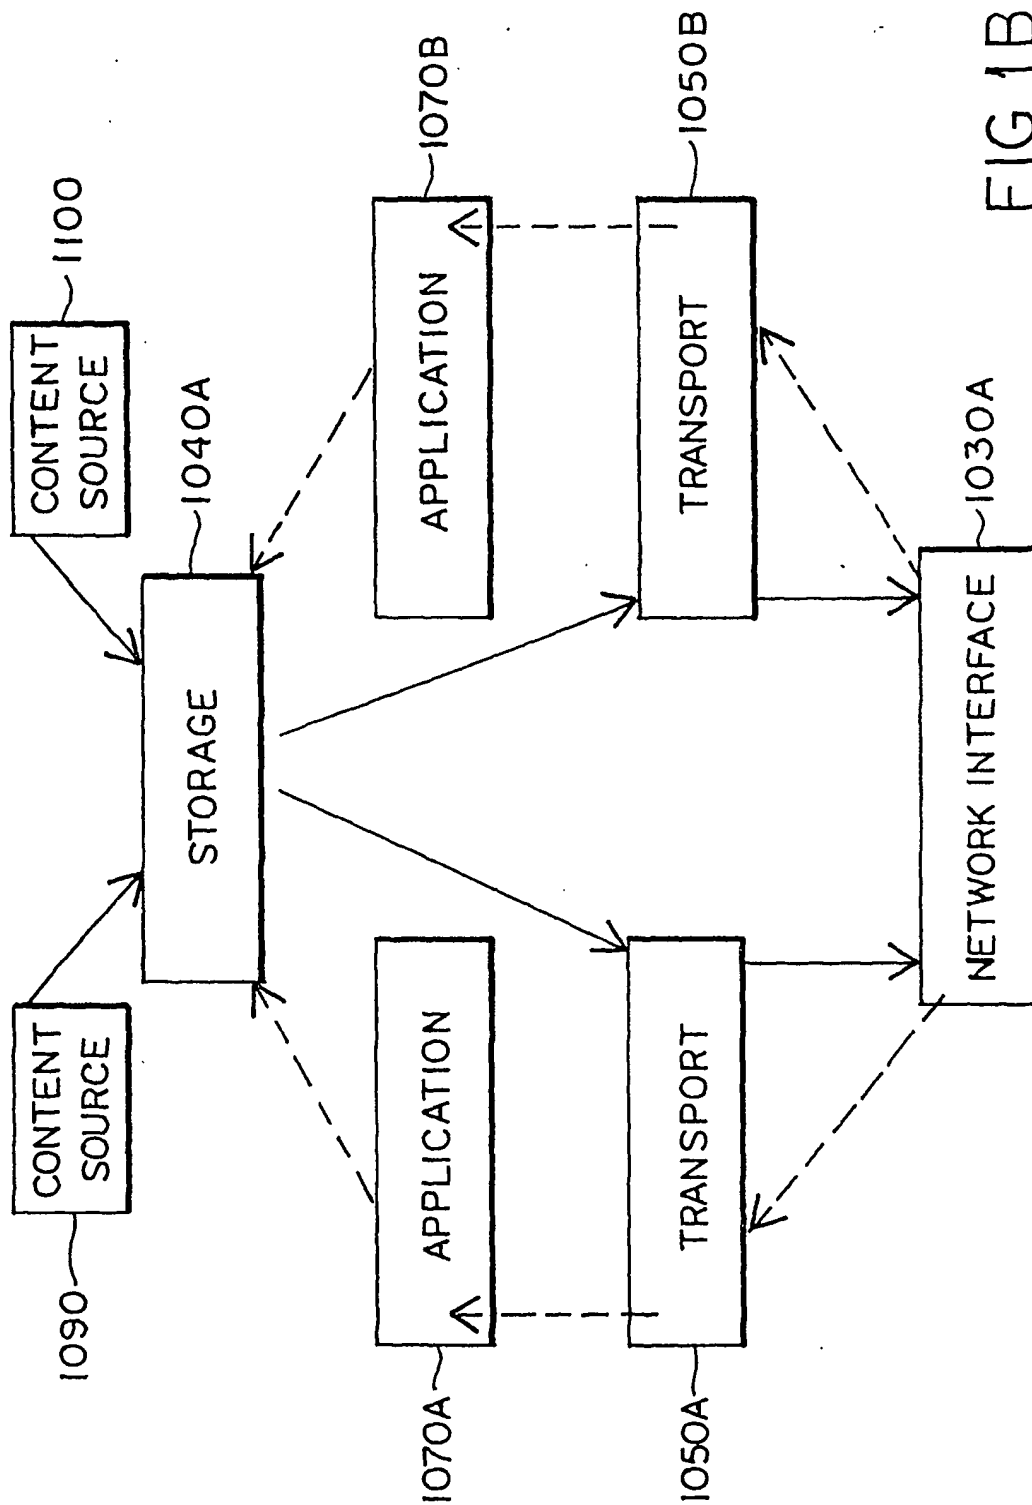 1090
CONTENT
SOURCE
CONTENT
SOURCE
1100
STORAGE
1040A
1070A
APPLICATION
APPLICATION
1070B
1050A
TRANSPORT
TRANSPORT
1050B
NETWORK INTERFACE
1030A
FIG 1B